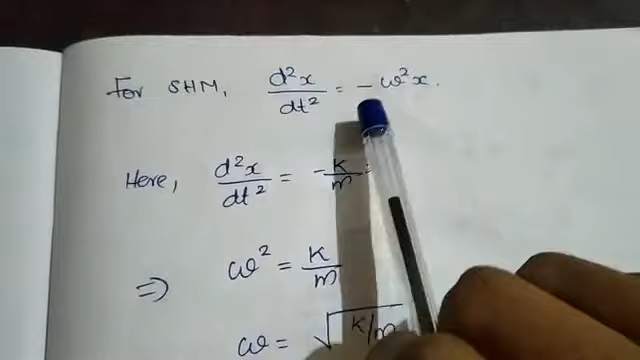 For SHM, d²x/dt² = - ω²x.
Here, d²x/dt² = - K/m
⇒ ω² = K/m
ω = √K/m